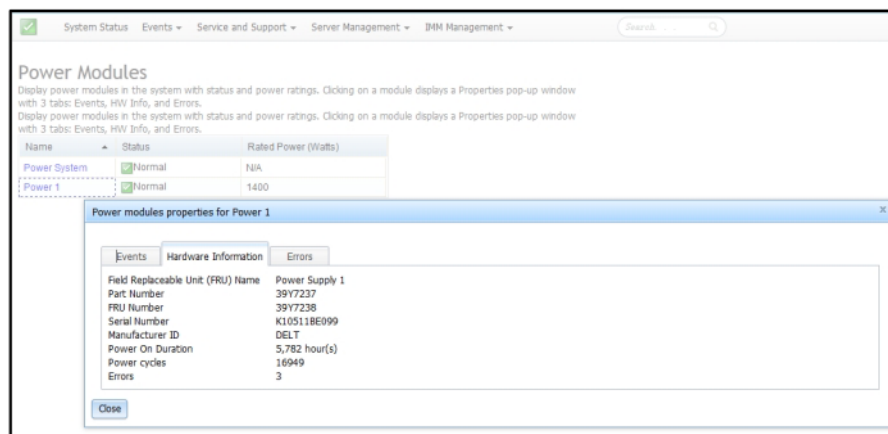 System Status Events Service and Support Server Management IMM Management Search . . .
Power Modules
Display power modules in the system with status and power ratings. Clicking on a module displays a Properties pop-up window
with 3 tabs: Events, HW Info, and Errors.
Display power modules in the system with status and power ratings. Clicking on a module displays a Properties pop-up window
with 3 tabs: Events, HW Info, and Errors.
Name Status Rated Power (Watts)
Power System Normal N/A
Power 1 Normal 1400
Power modules properties for Power 1 x
Events Hardware Information Errors
Field Replaceable Unit (FRU) Name Power Supply 1
Part Number 39Y7237
FRU Number 39Y7238
Serial Number K10511BE099
Manufacturer ID DELT
Power On Duration 5,782 hour(s)
Power cycles 16949
Errors 3
Close